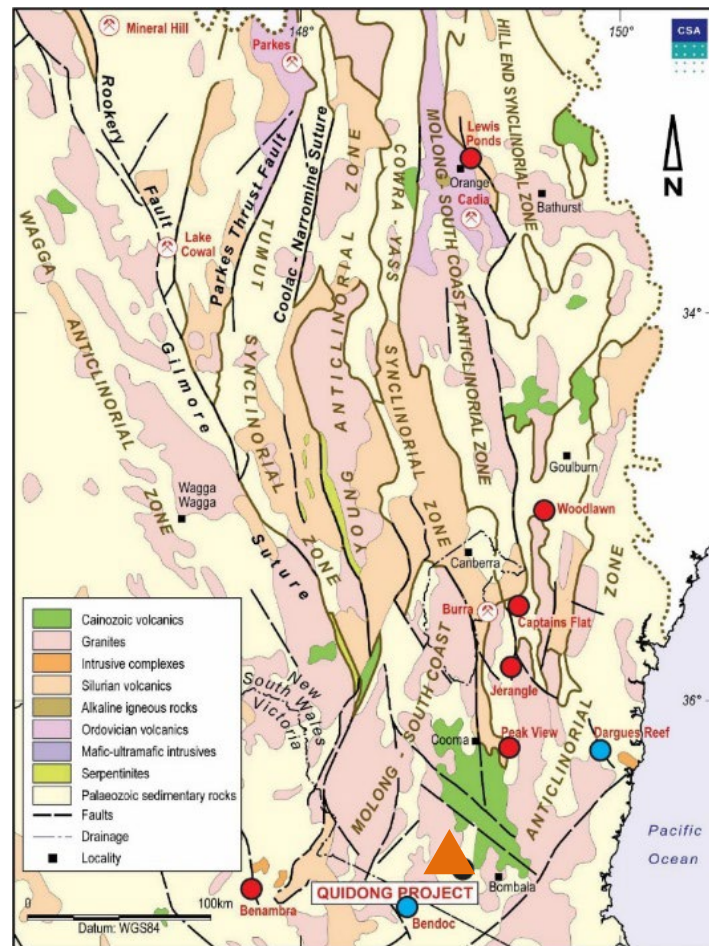 Mineral Hill
148°
150°
CSA
Parkes
Rookery
Fault
HILL END SYNCLINORIAL ZONE
Lewis
Ponds
Orange
Bathurst
N
Cadia
MOLONG - SOUTH COAST ANTICLINORIAL ZONE
COWRA - YASS
SYNCLINORIAL
ZONE
Parkes Thrust Fault
Coolac - Narromine Suture
Lake
Cowal
WAGGA
ANTICLINORIAL
ZONE
TUMUT
SYNCLINORIAL
ZONE
YOUNG ANTICLINORIAL ZONE
34°
Gilmore
Suture
Wagga
Wagga
Goulburn
Woodlawn
Canberra
Burra
Captains Flat
Jerangle
ZONE
New
South Wales
Victoria
MOLONG - SOUTH COAST
ANTICLINORIAL
36°
Cooma
Peak View
Dargues Reef
Cainozoic volcanics
Granites
Intrusive complexes
Silurian volcanics
Alkaline igneous rocks
Ordovician volcanics
Mafic-ultramafic intrusives
Serpentinites
Palaeozoic sedimentary rocks
Faults
Drainage
Locality
Pacific
Ocean
QUIDONG PROJECT
Bombala
Benambra
Bendoc
0
100km
Datum: WGS84